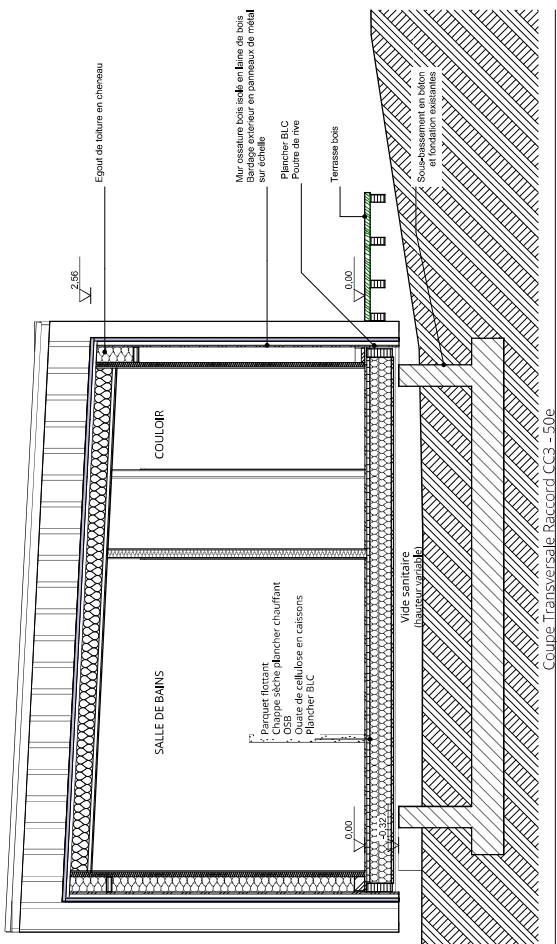 Egout de toiture en cheneau
Mur ossature bois isolé en laine de bois
Bardage exterieur en panneaux de métal
sur échelle
Plancher BLC
Poutre de rive
Terrasse bois
Sous-bassement en béton
et fondation existantes
2.56
0,00
COULOIR
SALLE DE BAINS
Parquet flottant
Chappe sèche plancher chauffant
OSB
Ouate de cellulose en caissons
Plancher BLC
0,00
-0,32
Vide sanitaire
(hauteur variable)
Coupe Transversale Raccord CC3 - 50e